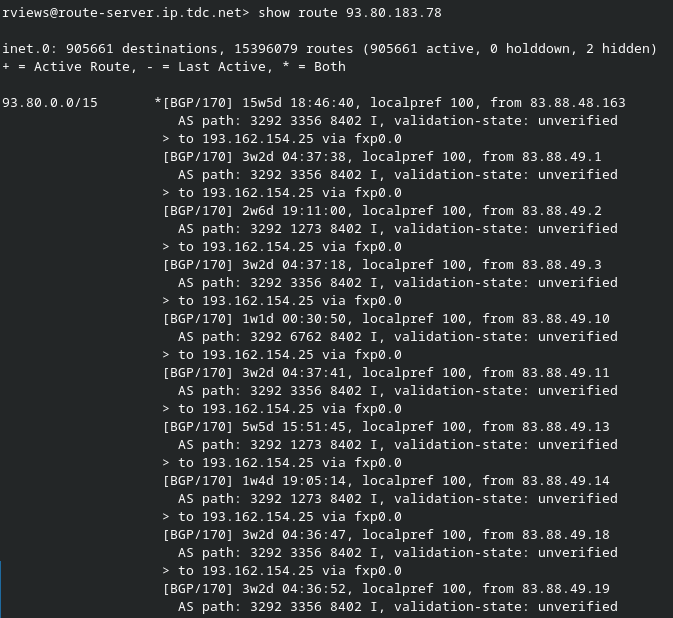 rviews@route-server.ip.tdc.net> show route 93.80.183.78
inet.0: 905661 destinations, 15396079 routes (905661 active, 0 holddown, 2 hidden)
+ = Active Route, - = Last Active, * = Both
93.80.0.0/15       *[BGP/170] 15w5d 18:46:40, localpref 100, from 83.88.48.163
AS path: 3292 3356 8402 I, validation-state: unverified
> to 193.162.154.25 via fxp0.0
[BGP/170] 3w2d 04:37:38, localpref 100, from 83.88.49.1
AS path: 3292 3356 8402 I, validation-state: unverified
> to 193.162.154.25 via fxp0.0
[BGP/170] 2w6d 19:11:00, localpref 100, from 83.88.49.2
AS path: 3292 1273 8402 I, validation-state: unverified
> to 193.162.154.25 via fxp0.0
[BGP/170] 3w2d 04:37:18, localpref 100, from 83.88.49.3
AS path: 3292 3356 8402 I, validation-state: unverified
> to 193.162.154.25 via fxp0.0
[BGP/170] 1w1d 00:30:50, localpref 100, from 83.88.49.10
AS path: 3292 6762 8402 I, validation-state: unverified
> to 193.162.154.25 via fxp0.0
[BGP/170] 3w2d 04:37:41, localpref 100, from 83.88.49.11
AS path: 3292 3356 8402 I, validation-state: unverified
> to 193.162.154.25 via fxp0.0
[BGP/170] 5w5d 15:51:45, localpref 100, from 83.88.49.13
AS path: 3292 1273 8402 I, validation-state: unverified
> to 193.162.154.25 via fxp0.0
[BGP/170] 1w4d 19:05:14, localpref 100, from 83.88.49.14
AS path: 3292 1273 8402 I, validation-state: unverified
> to 193.162.154.25 via fxp0.0
[BGP/170] 3w2d 04:36:47, localpref 100, from 83.88.49.18
AS path: 3292 3356 8402 I, validation-state: unverified
> to 193.162.154.25 via fxp0.0
[BGP/170] 3w2d 04:36:52, localpref 100, from 83.88.49.19
AS path: 3292 3356 8402 I, validation-state: unverified